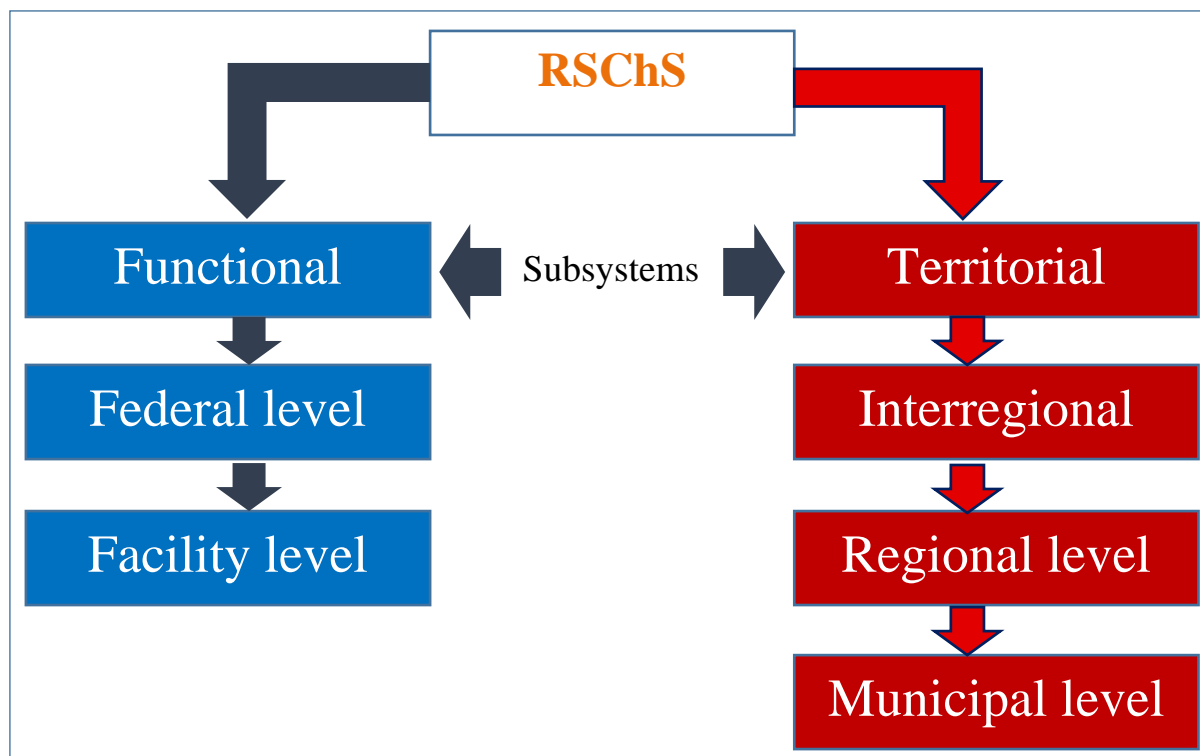 RSChS
Functional
Subsystems
Territorial
Federal level
Interregional
Facility level
Regional level
Municipal level